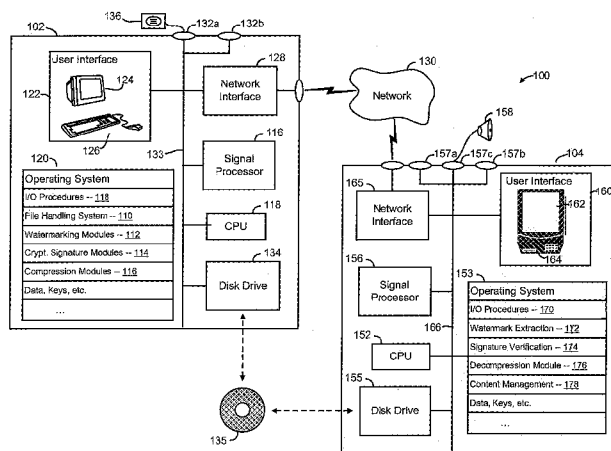 136
102
132a
132b
User Interface
128
130
100
124
122
Network
Interface
Network
158
126
116
157a
157c
157b
104
120
133
Signal
Processor
165
User Interface
160
Operating System
I/O Procedures -- 118
File Handling System -- 110
Watermarking Modules -- 112
Crypt. Signature Modules -- 114
Compression Modules -- 116
Data, Keys, etc.
...
118
CPU
134
Disk Drive
Network
Interface
462
164
156
153
Signal
Processor
166
Operating System
I/O Procedures -- 170
Watermark Extraction -- 172
Signature Verification -- 174
Decompression Module -- 176
Content Management -- 178
Data, Keys, etc.
...
152
CPU
155
Disk Drive
135